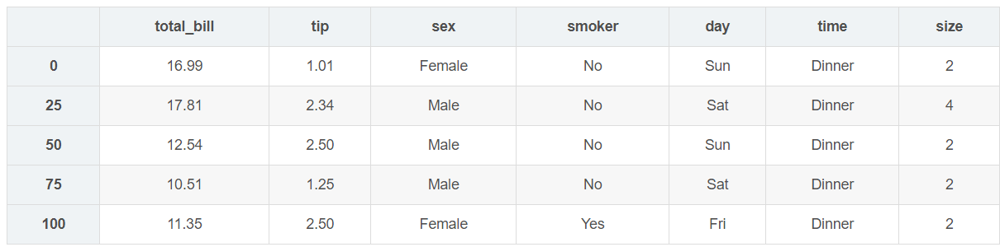 total_bill tip sex smoker day time size
0 16.99 1.01 Female No Sun Dinner 2
25 17.81 2.34 Male No Sat Dinner 4
50 12.54 2.50 Male No Sun Dinner 2
75 10.51 1.25 Male No Sat Dinner 2
100 11.35 2.50 Female Yes Fri Dinner 2